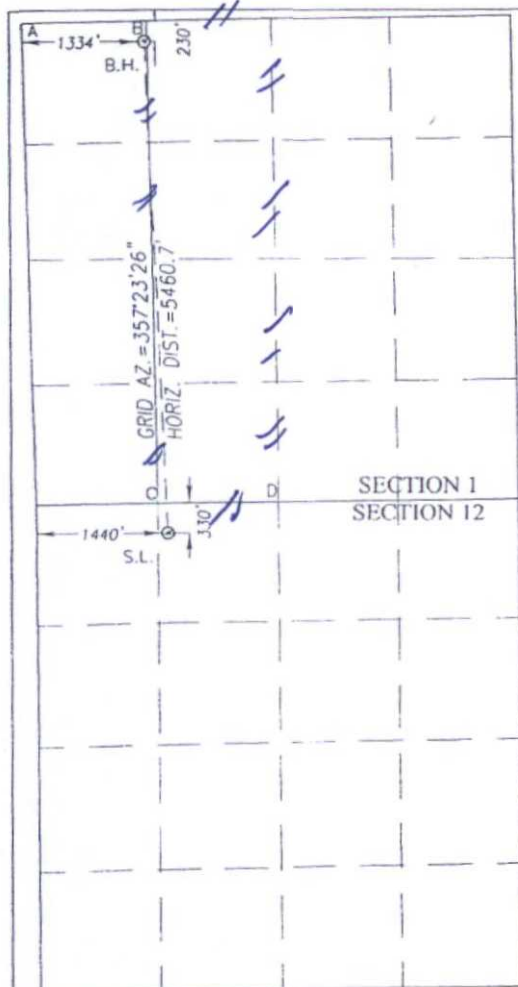 A B
1334' 230'
B.H.
GRID AZ.=357°23'26"
HORIZ. DIST.=5460.7'
C D SECTION 1
SECTION 12
1440' 330'
S.L.